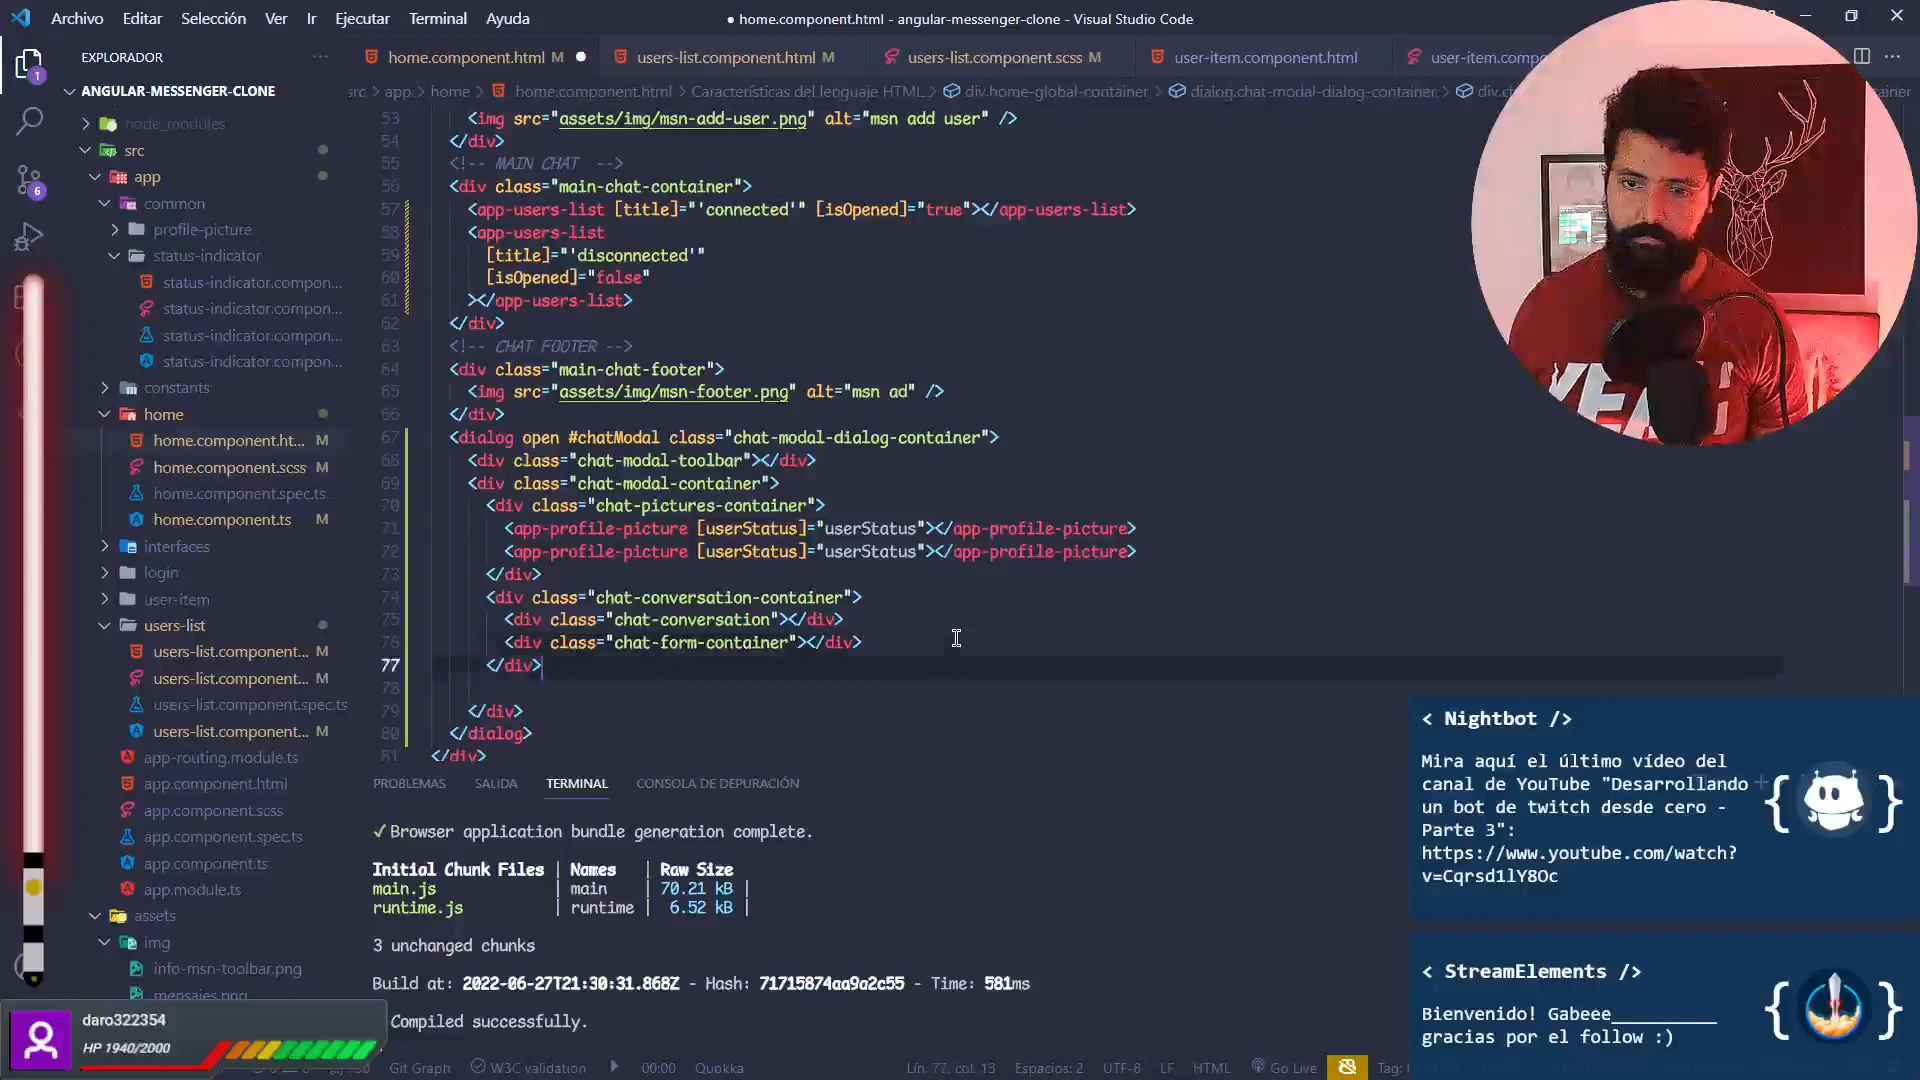 Archivo Editar Selección Ver Ir Ejecutar Terminal Ayuda
● home.component.html - angular-messenger-clone - Visual Studio Code
EXPLORADOR
home.component.html M
users-list.component.html M
users-list.component.scss M
user-item.component.html
user-item.comp
ANGULAR-MESSENGER-CLONE
src > app > home > home.component.html > Características del lenguaje HTML > div.home-global-container > dialog.chat-modal-dialog-container > div.ch
node_modules
src
app
common
profile-picture
status-indicator
status-indicator.compon...
status-indicator.compon...
status-indicator.compon...
status-indicator.compon...
constants
home
home.component.ht... M
home.component.scss M
home.component.spec.ts
home.component.ts M
interfaces
login
user-item
users-list
users-list.component... M
users-list.component... M
users-list.component.spec.ts
users-list.component... M
app-routing.module.ts
app.component.html
app.component.scss
app.component.spec.ts
app.component.ts
app.module.ts
assets
img
info-msn-toolbar.png
mensajes.png
53 <img src="assets/img/msn-add-user.png" alt="msn add user" />
54 </div>
55 <!-- MAIN CHAT  -->
56 <div class="main-chat-container">
57 <app-users-list [title]="'connected'" [isOpened]="true"></app-users-list>
58 <app-users-list
59 [title]="'disconnected'"
60 [isOpened]="false"
61 ></app-users-list>
62 </div>
63 <!-- CHAT FOOTER -->
64 <div class="main-chat-footer">
65 <img src="assets/img/msn-footer.png" alt="msn ad" />
66 </div>
67 <dialog open #chatModal class="chat-modal-dialog-container">
68 <div class="chat-modal-toolbar"></div>
69 <div class="chat-modal-container">
70 <div class="chat-pictures-container">
71 <app-profile-picture [userStatus]="userStatus"></app-profile-picture>
72 <app-profile-picture [userStatus]="userStatus"></app-profile-picture>
73 </div>
74 <div class="chat-conversation-container">
75 <div class="chat-conversation"></div>
76 <div class="chat-form-container"></div>
77 </div>
78
79 </div>
80 </dialog>
81 </div>
PROBLEMAS SALIDA TERMINAL CONSOLA DE DEPURACIÓN
✓ Browser application bundle generation complete.
Initial Chunk Files | Names | Raw Size
main.js | main | 70.21 kB |
runtime.js | runtime | 6.52 kB |
3 unchanged chunks
Build at: 2022-06-27T21:30:31.868Z - Hash: 71715874aa9a2c55 - Time: 581ms
Compiled successfully.
< Nightbot />
Mira aquí el último vídeo del
canal de YouTube "Desarrollando
un bot de twitch desde cero -
Parte 3":
https://www.youtube.com/watch?
v=Cqrsd1lY8Oc
< StreamElements />
Bienvenido! Gabeee__________
gracias por el follow :)
daro322354
HP 1940/2000
Git Graph W3C validation 00:00 Quokka Lín. 77, col. 13 Espacios: 2 UTF-8 LF HTML Go Live Tag:
1
6